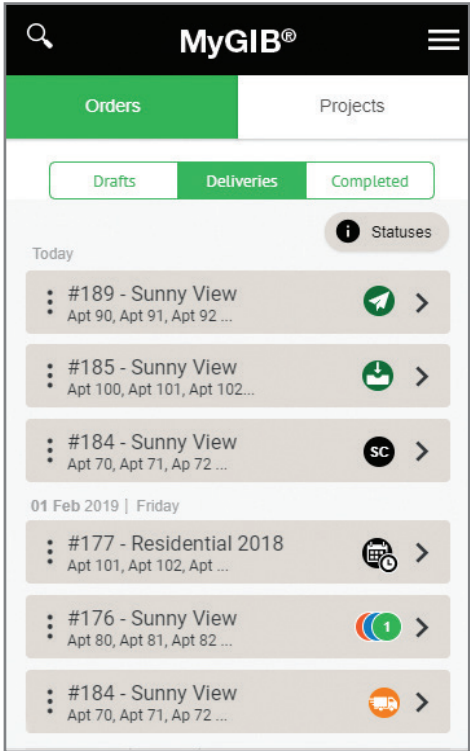 MyGIB®
Orders Projects
Drafts Deliveries Completed
i Statuses
Today
#189 - Sunny View
Apt 90, Apt 91, Apt 92 ...
#185 - Sunny View
Apt 100, Apt 101, Apt 102...
#184 - Sunny View
Apt 70, Apt 71, Ap 72 ...
SC
01 Feb 2019 | Friday
#177 - Residential 2018
Apt 101, Apt 102, Apt ...
#176 - Sunny View
Apt 80, Apt 81, Apt 82 ...
1
#184 - Sunny View
Apt 70, Apt 71, Ap 72 ...